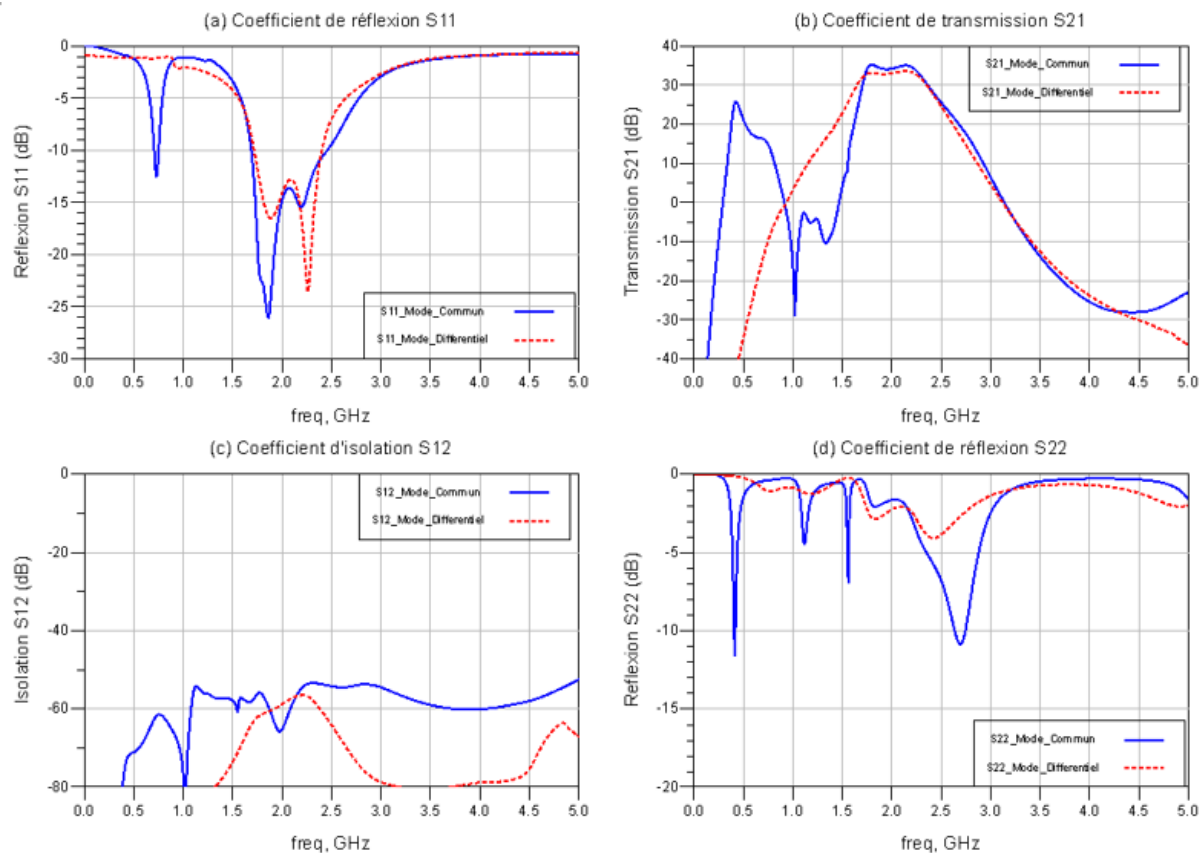 (a) Coefficient de réflexion S11
Reflexion S11 (dB)
0
-5
-10
-15
-20
-25
-30
S11_Mode_Commun
S11_Mode_Differentiel
0.0 0.5 1.0 1.5 2.0 2.5 3.0 3.5 4.0 4.5 5.0
freq, GHz
(b) Coefficient de transmission S21
Transmission S21 (dB)
40
30
20
10
0
-10
-20
-30
-40
S21_Mode_Commun
S21_Mode_Differentiel
0.0 0.5 1.0 1.5 2.0 2.5 3.0 3.5 4.0 4.5 5.0
freq, GHz
(c) Coefficient d'isolation S12
Isolation S12 (dB)
0
-20
-40
-60
-80
S12_Mode_Commun
S12_Mode_Differentiel
0.0 0.5 1.0 1.5 2.0 2.5 3.0 3.5 4.0 4.5 5.0
freq, GHz
(d) Coefficient de réflexion S22
Reflexion S22 (dB)
0
-5
-10
-15
-20
S22_Mode_Commun
S22_Mode_Differentiel
0.0 0.5 1.0 1.5 2.0 2.5 3.0 3.5 4.0 4.5 5.0
freq, GHz